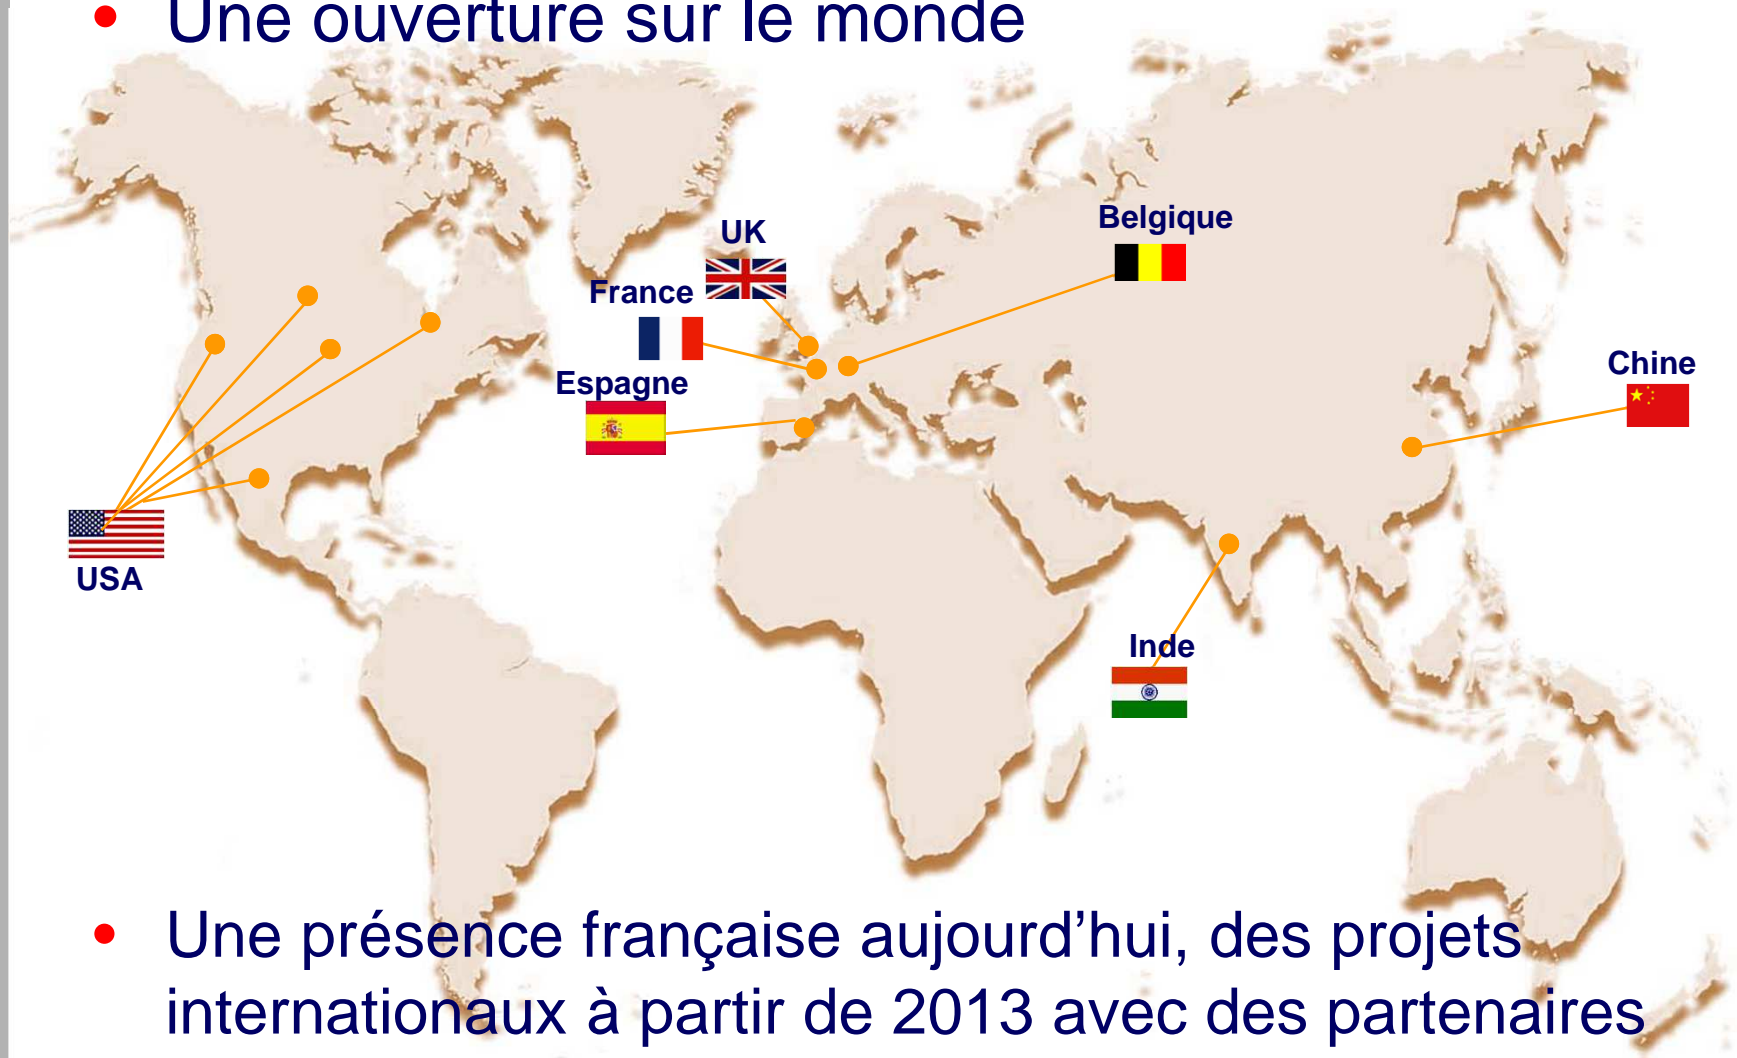 • Une ouverture sur le monde
Belgique
UK
France
Chine
Espagne
USA
Inde
• Une présence française aujourd’hui, des projets
internationaux à partir de 2013 avec des partenaires